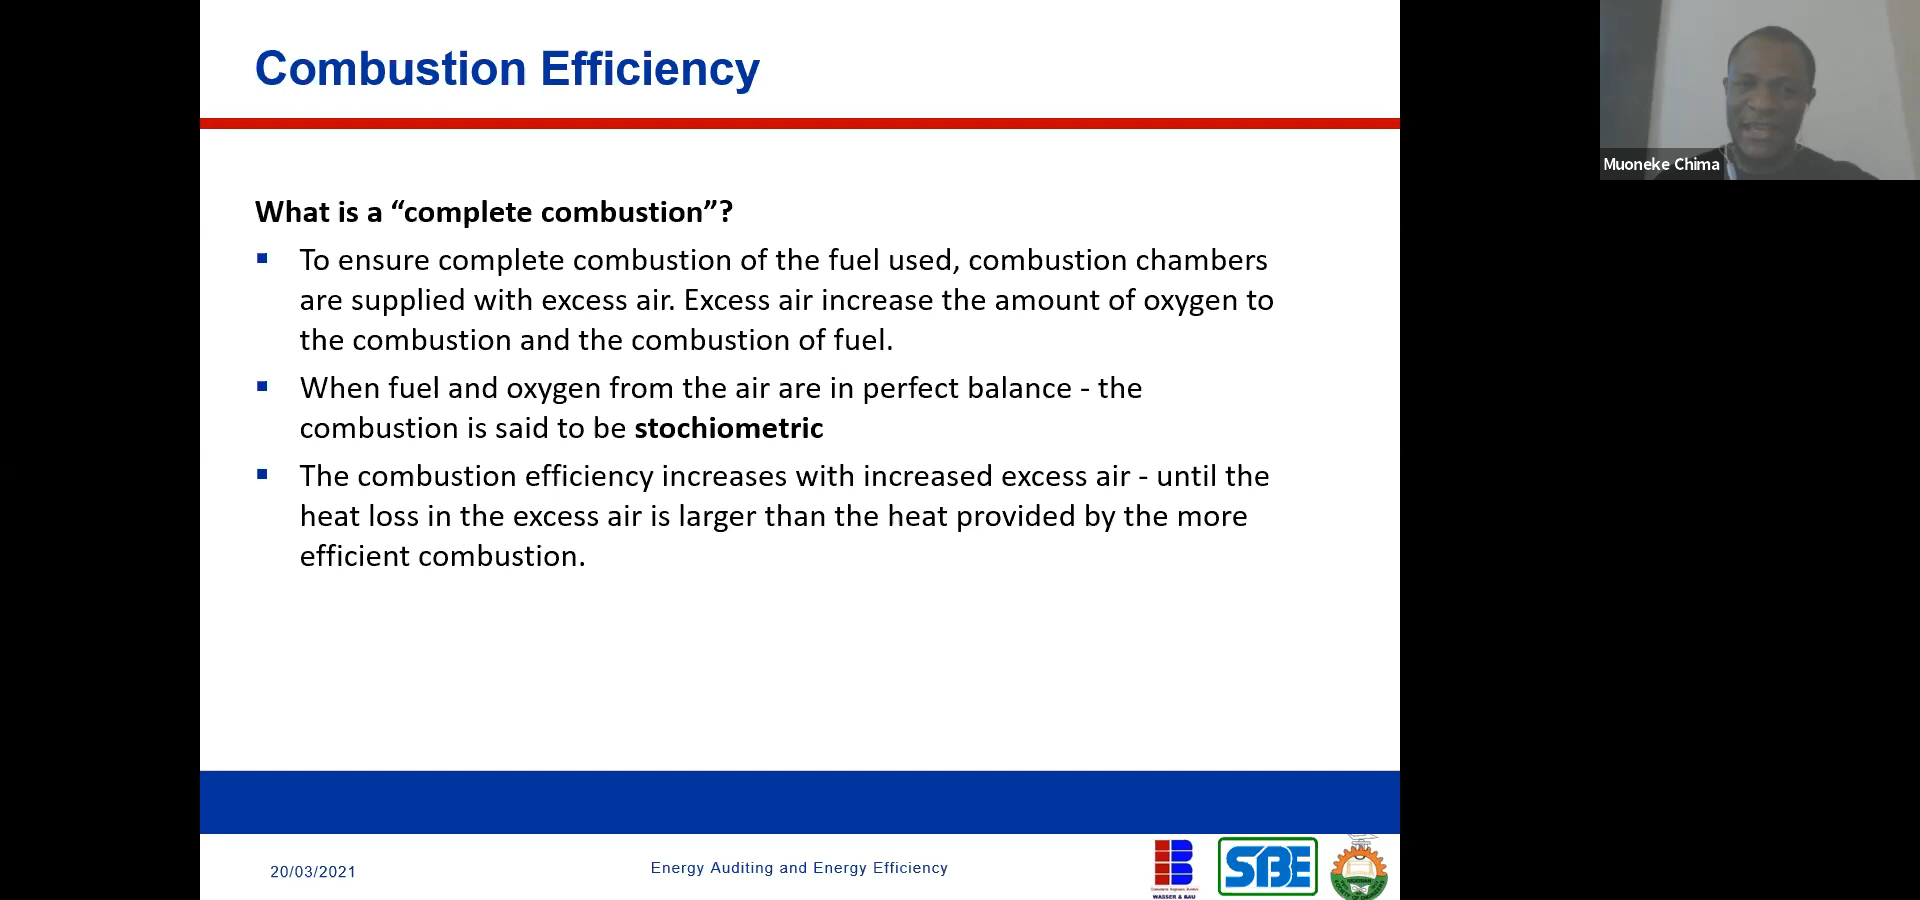 Combustion Efficiency
Muoneke Chima
What is a “complete combustion”?
▪ To ensure complete combustion of the fuel used, combustion chambers
are supplied with excess air. Excess air increase the amount of oxygen to
the combustion and the combustion of fuel.
▪ When fuel and oxygen from the air are in perfect balance - the
combustion is said to be stochiometric
▪ The combustion efficiency increases with increased excess air - until the
heat loss in the excess air is larger than the heat provided by the more
efficient combustion.
20/03/2021
Energy Auditing and Energy Efficiency
WASSER & BAU
SBE